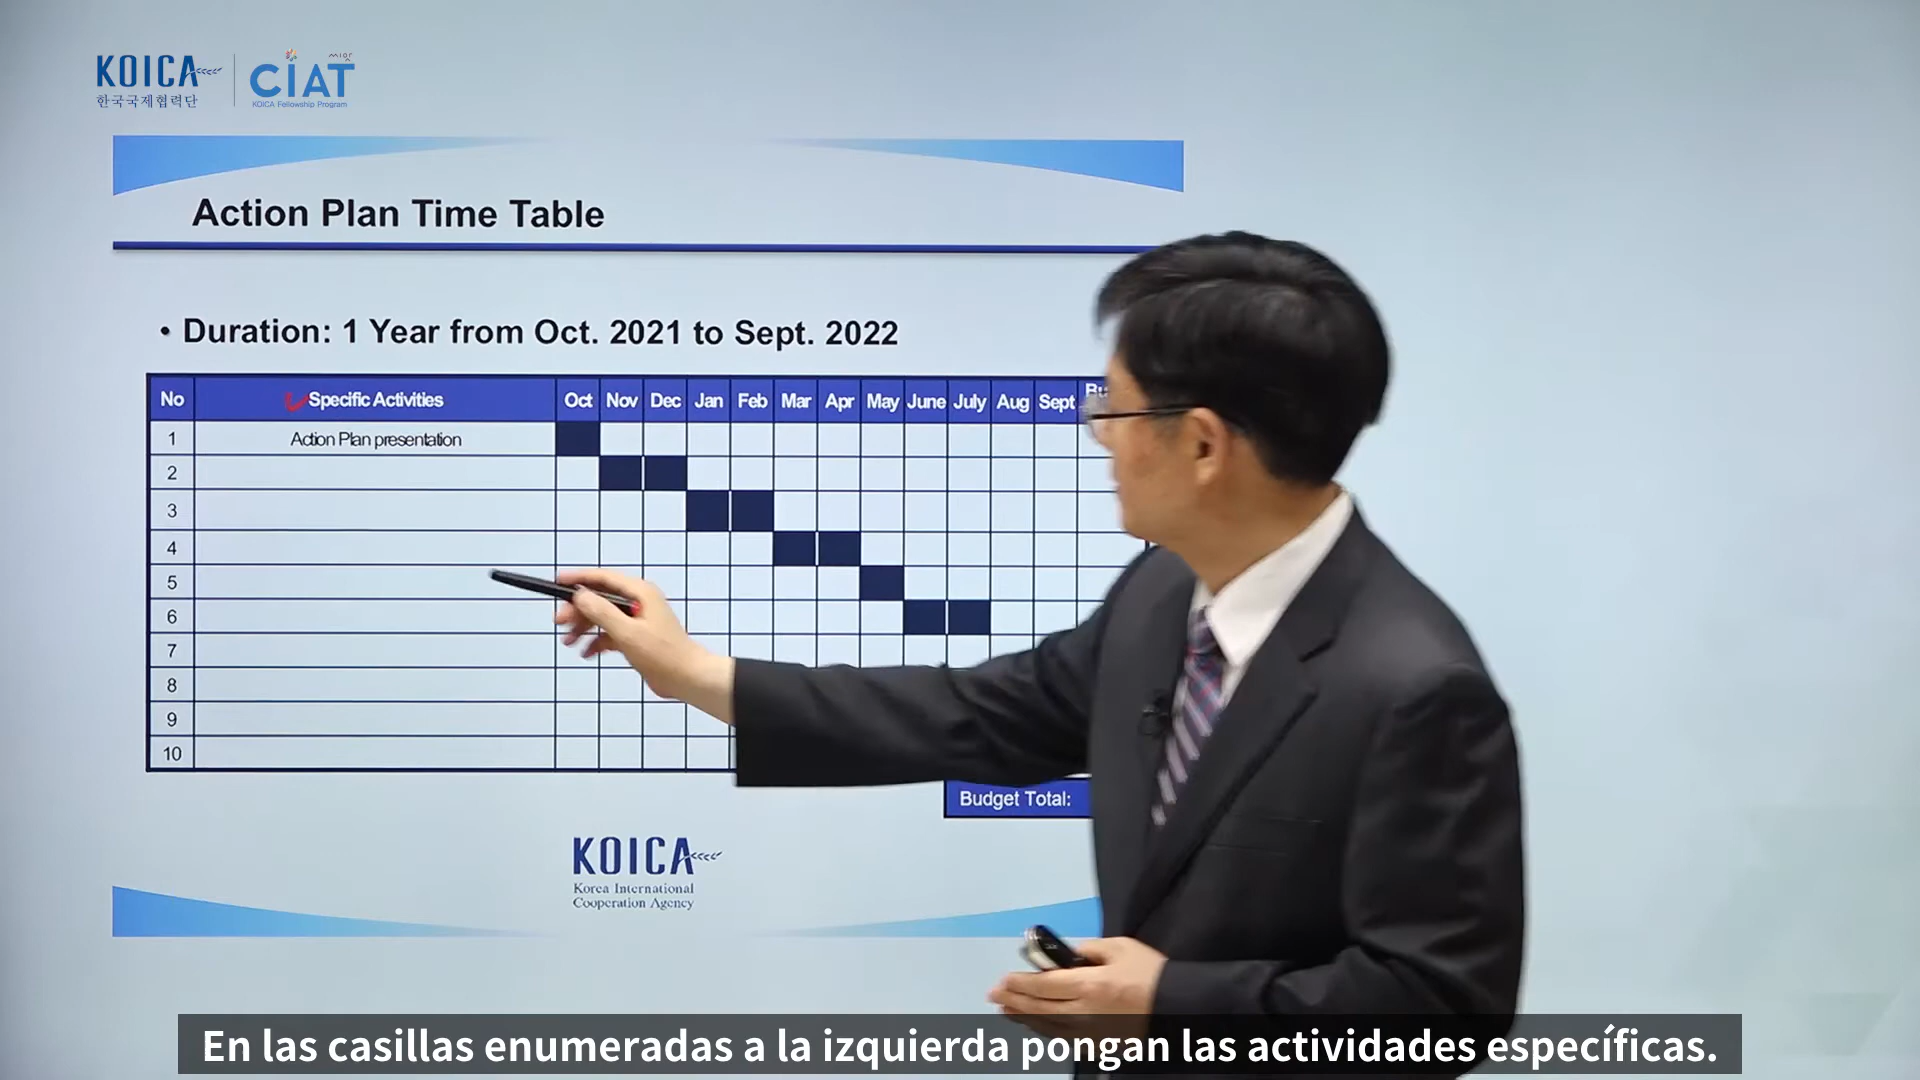 KOICA
한국국제협력단
CIAT
KOICA Fellowship Program
Action Plan Time Table
• Duration: 1 Year from Oct. 2021 to Sept. 2022
No Specific Activities Oct Nov Dec Jan Feb Mar Apr May June July Aug Sept
1 Action Plan presentation
2
3
4
5
6
7
8
9
10
Budget Total:
KOICA
Korea International
Cooperation Agency
En las casillas enumeradas a la izquierda pongan las actividades específicas.